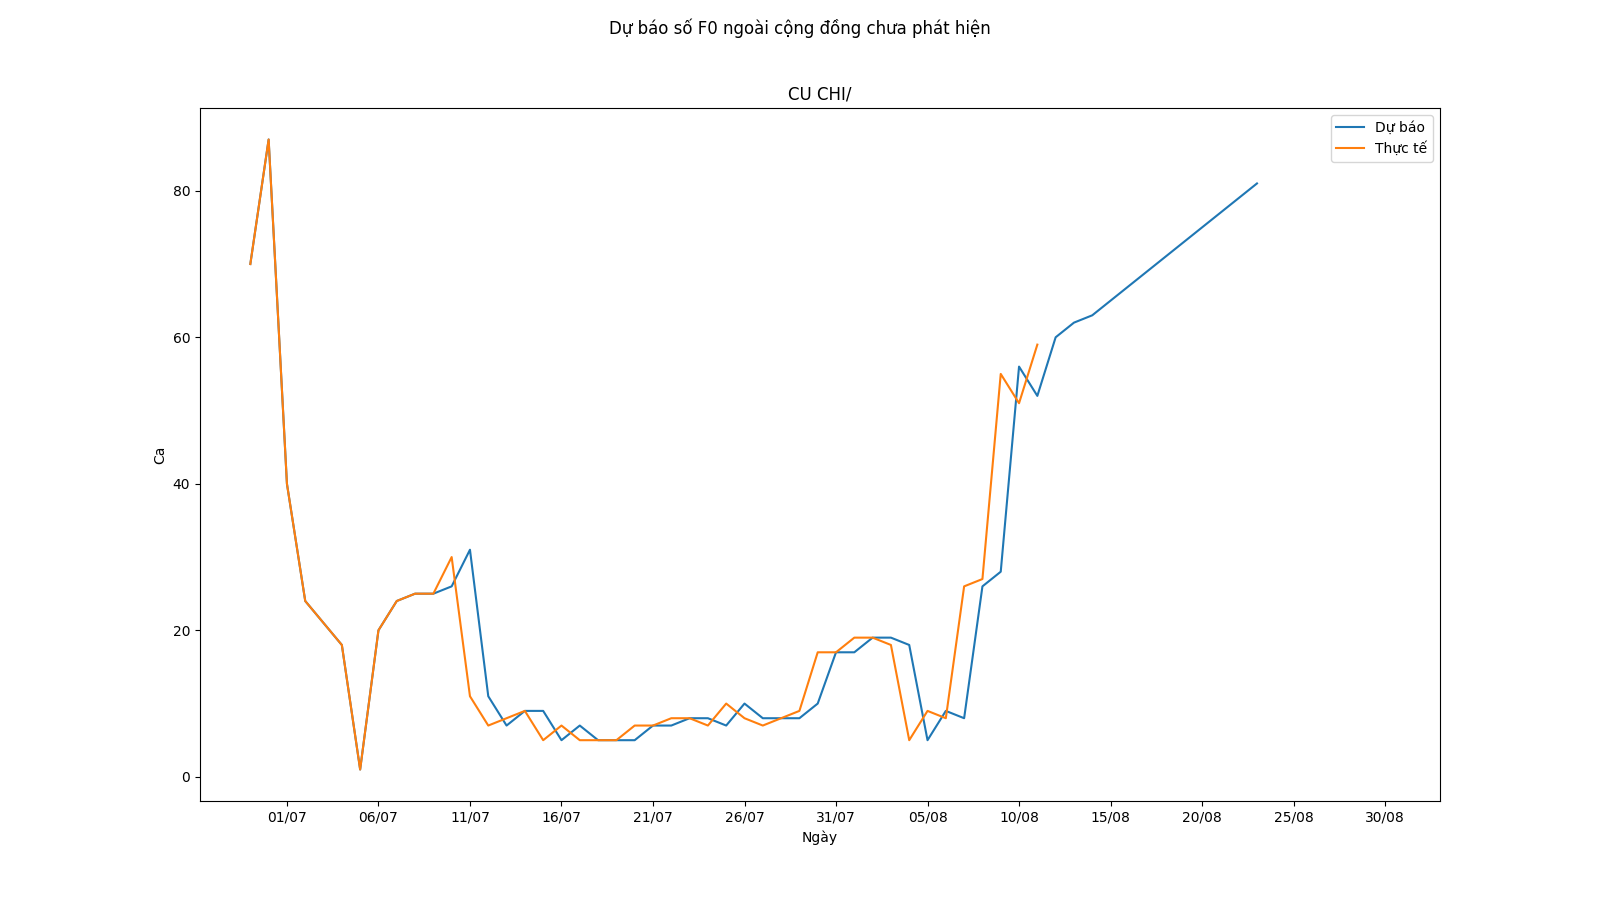 Dự báo số F0 ngoài cộng đồng chưa phát hiện
CU CHI/
Dự báo
Thực tế
80
60
40
20
0
Ca
01/07 06/07 11/07 16/07 21/07 26/07 31/07 05/08 10/08 15/08 20/08 25/08 30/08
Ngày